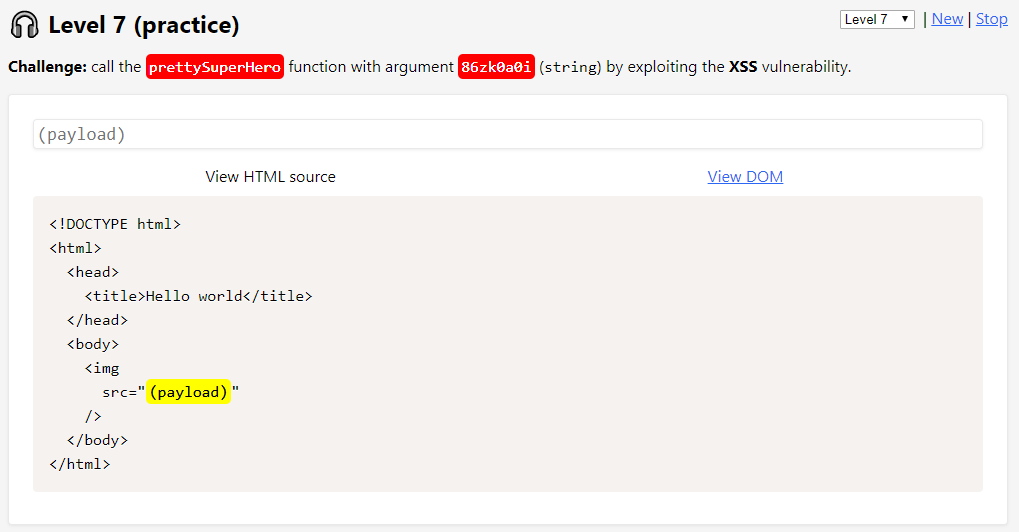 Level 7 (practice)
Level 7 | New | Stop
Challenge: call the prettySuperHero function with argument 86zk0a0i (string) by exploiting the XSS vulnerability.
(payload)
View HTML source
View DOM
<!DOCTYPE html>
<html>
<head>
<title>Hello world</title>
</head>
<body>
<img
src="(payload)"
/>
</body>
</html>